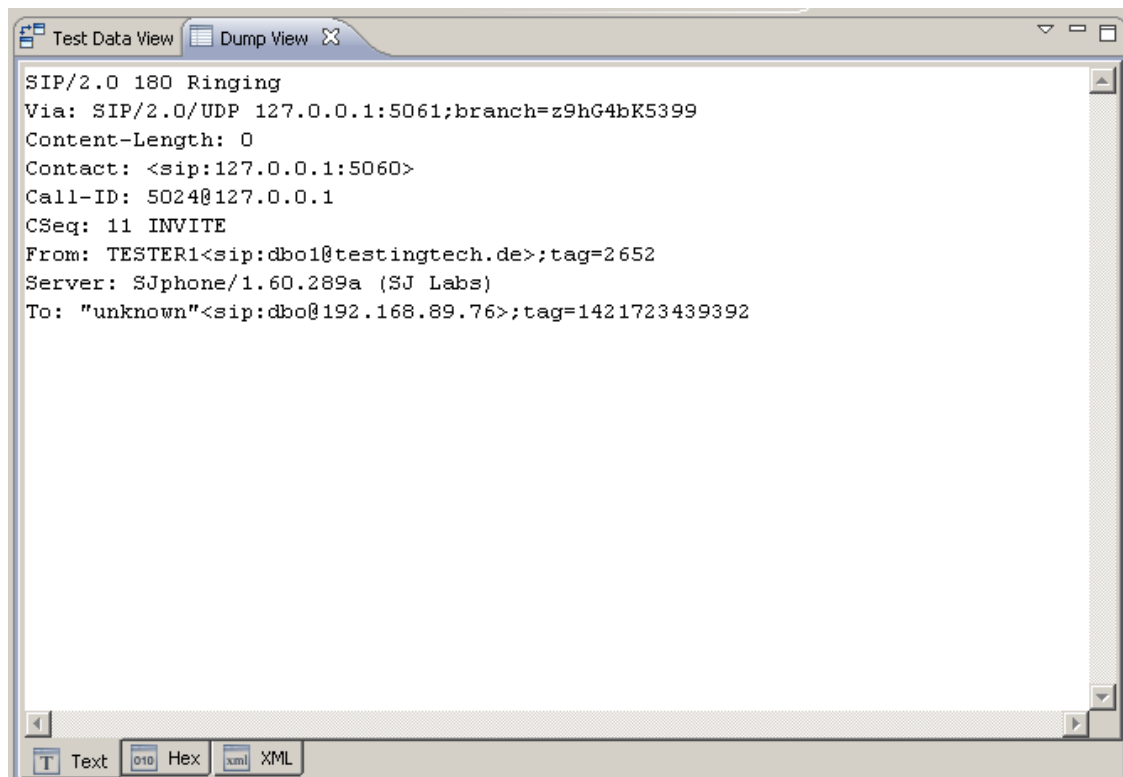 Test Data View Dump View
SIP/2.0 180 Ringing
Via: SIP/2.0/UDP 127.0.0.1:5061;branch=z9hG4bK5399
Content-Length: 0
Contact: <sip:127.0.0.1:5060>
Call-ID: 5024@127.0.0.1
CSeq: 11 INVITE
From: TESTER1<sip:dbo1@testingtech.de>;tag=2652
Server: SJphone/1.60.289a (SJ Labs)
To: "unknown"<sip:dbo@192.168.89.76>;tag=1421723439392
T Text 010 Hex xml XML